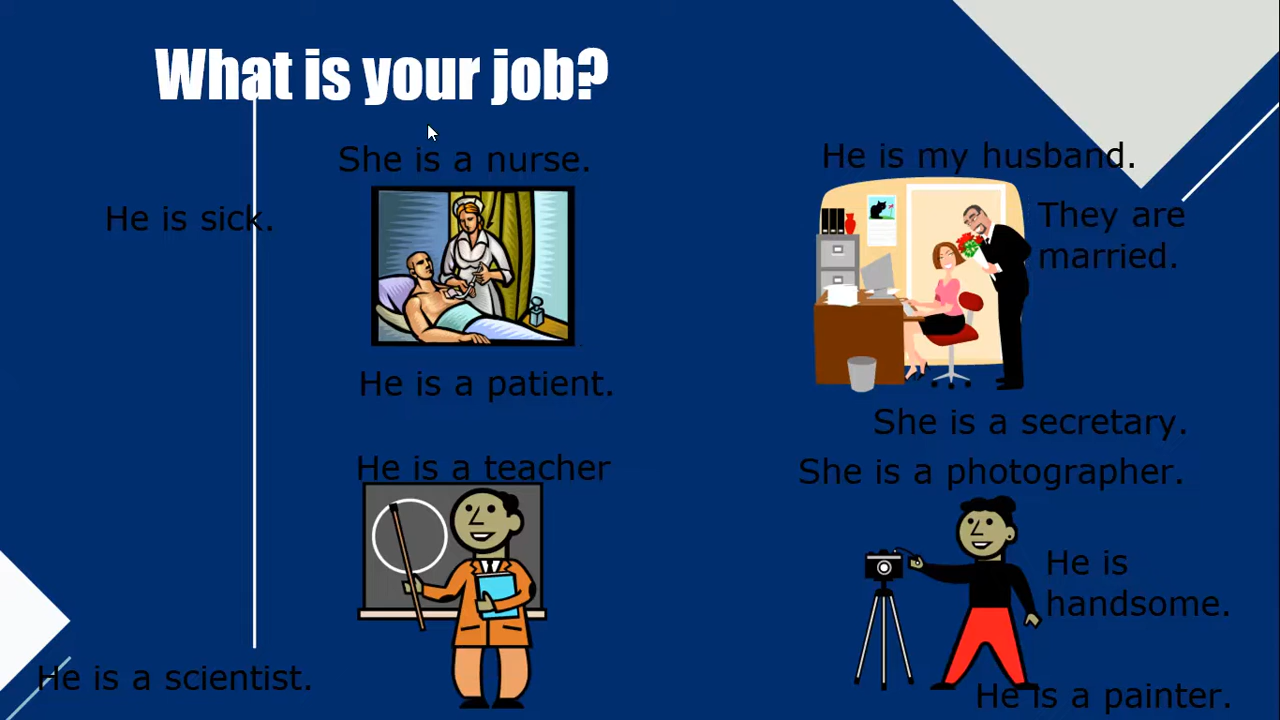 What is your job?
She is a nurse.
He is my husband.
He is sick.
They are
married.
He is a patient.
She is a secretary.
He is a teacher
She is a photographer.
He is
handsome.
He is a scientist.
He is a painter.